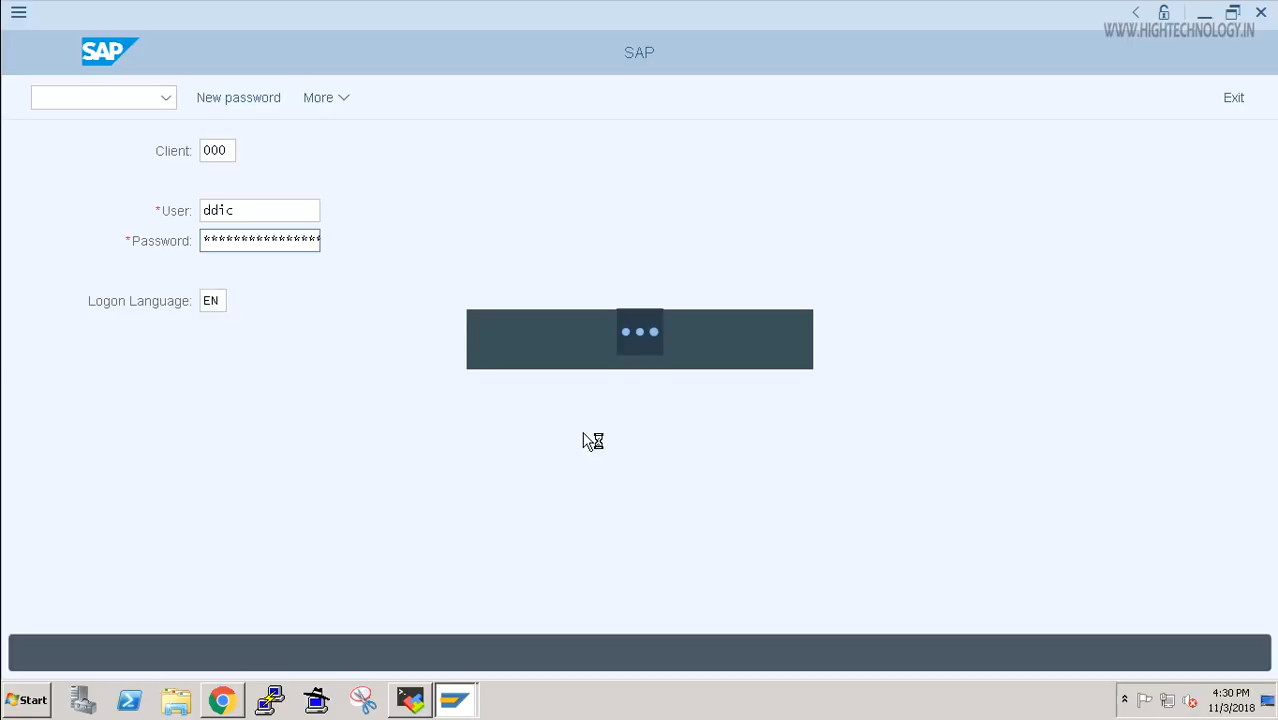 WWW.HIGHTECHNOLOGY.IN
SAP
SAP
New password
More
Exit
Client: 000
*User: ddic
*Password: ****************
Logon Language: EN
Start
4:30 PM
11/3/2018